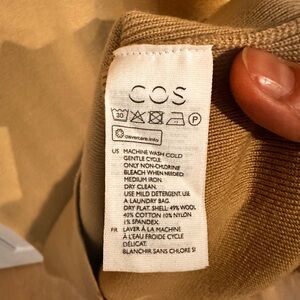 COS
30
P
clevercare.info
US MACHINE WASH COLD
GENTLE CYCLE.
ONLY NON-CHLORINE
BLEACH WHEN NEEDED
MEDIUM IRON.
DRY CLEAN.
USE MILD DETERGENT. USE
A LAUNDRY BAG.
DRY FLAT. SHELL: 49% WOOL
40% COTTON 10% NYLON
1% SPANDEX.
FR LAVER À LA MACHINE
À L'EAU FROIDE CYCLE
DÉLICAT.
BLANCHIR SANS CHLORE SI